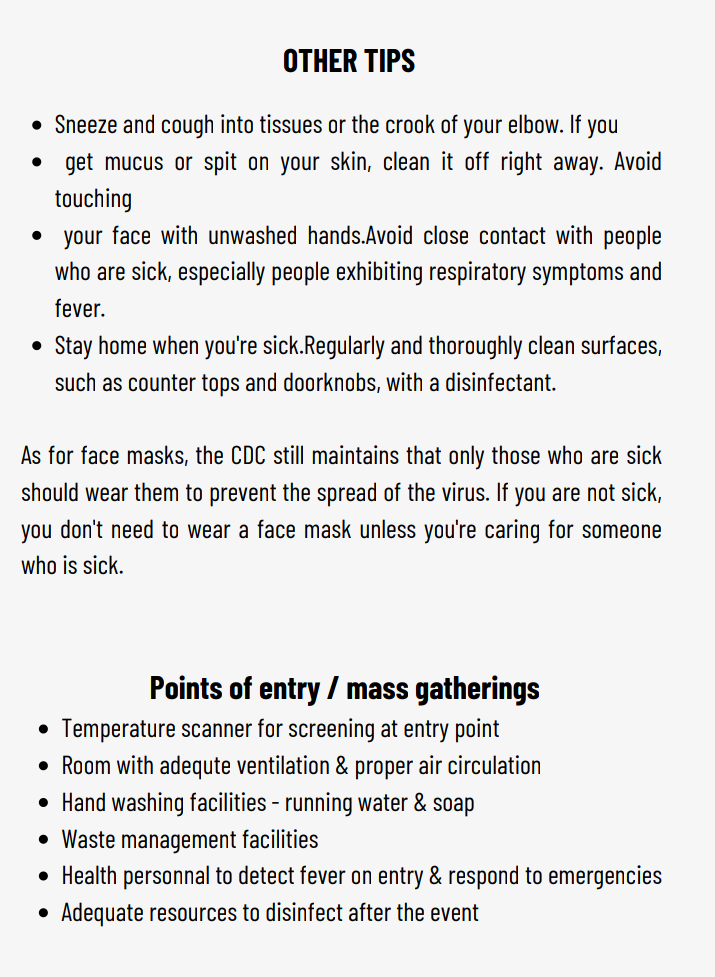 OTHER TIPS
• Sneeze and cough into tissues or the crook of your elbow. If you
• get mucus or spit on your skin, clean it off right away. Avoid
touching
• your face with unwashed hands.Avoid close contact with people
who are sick, especially people exhibiting respiratory symptoms and
fever.
• Stay home when you're sick.Regularly and thoroughly clean surfaces,
such as counter tops and doorknobs, with a disinfectant.
As for face masks, the CDC still maintains that only those who are sick
should wear them to prevent the spread of the virus. If you are not sick,
you don't need to wear a face mask unless you're caring for someone
who is sick.
Points of entry / mass gatherings
• Temperature scanner for screening at entry point
• Room with adequte ventilation & proper air circulation
• Hand washing facilities - running water & soap
• Waste management facilities
• Health personnal to detect fever on entry & respond to emergencies
• Adequate resources to disinfect after the event